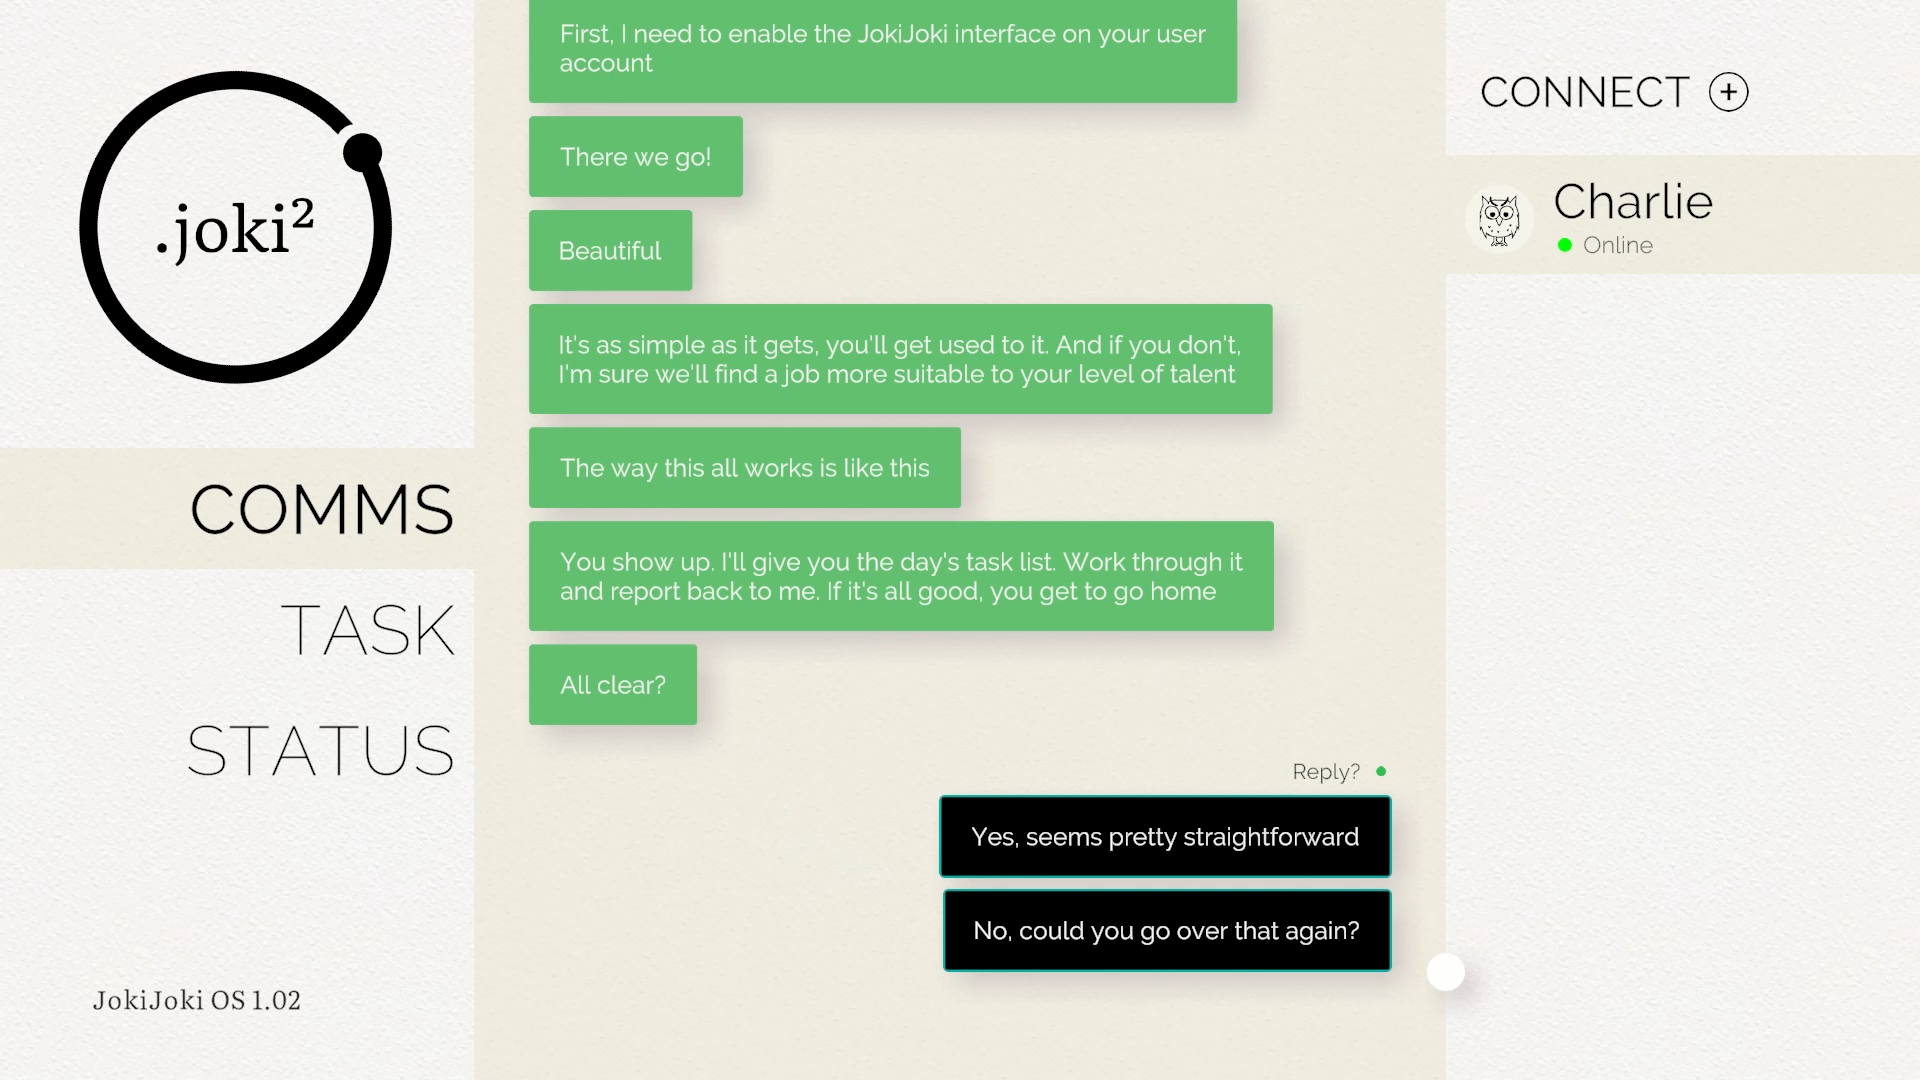 .joki²
COMMS
TASK
STATUS
JokiJoki OS 1.02
First, I need to enable the JokiJoki interface on your user
account
There we go!
Beautiful
It's as simple as it gets, you'll get used to it. And if you don't,
I'm sure we'll find a job more suitable to your level of talent
The way this all works is like this
You show up. I'll give you the day's task list. Work through it
and report back to me. If it's all good, you get to go home
All clear?
Reply?
Yes, seems pretty straightforward
No, could you go over that again?
CONNECT +
Charlie
Online